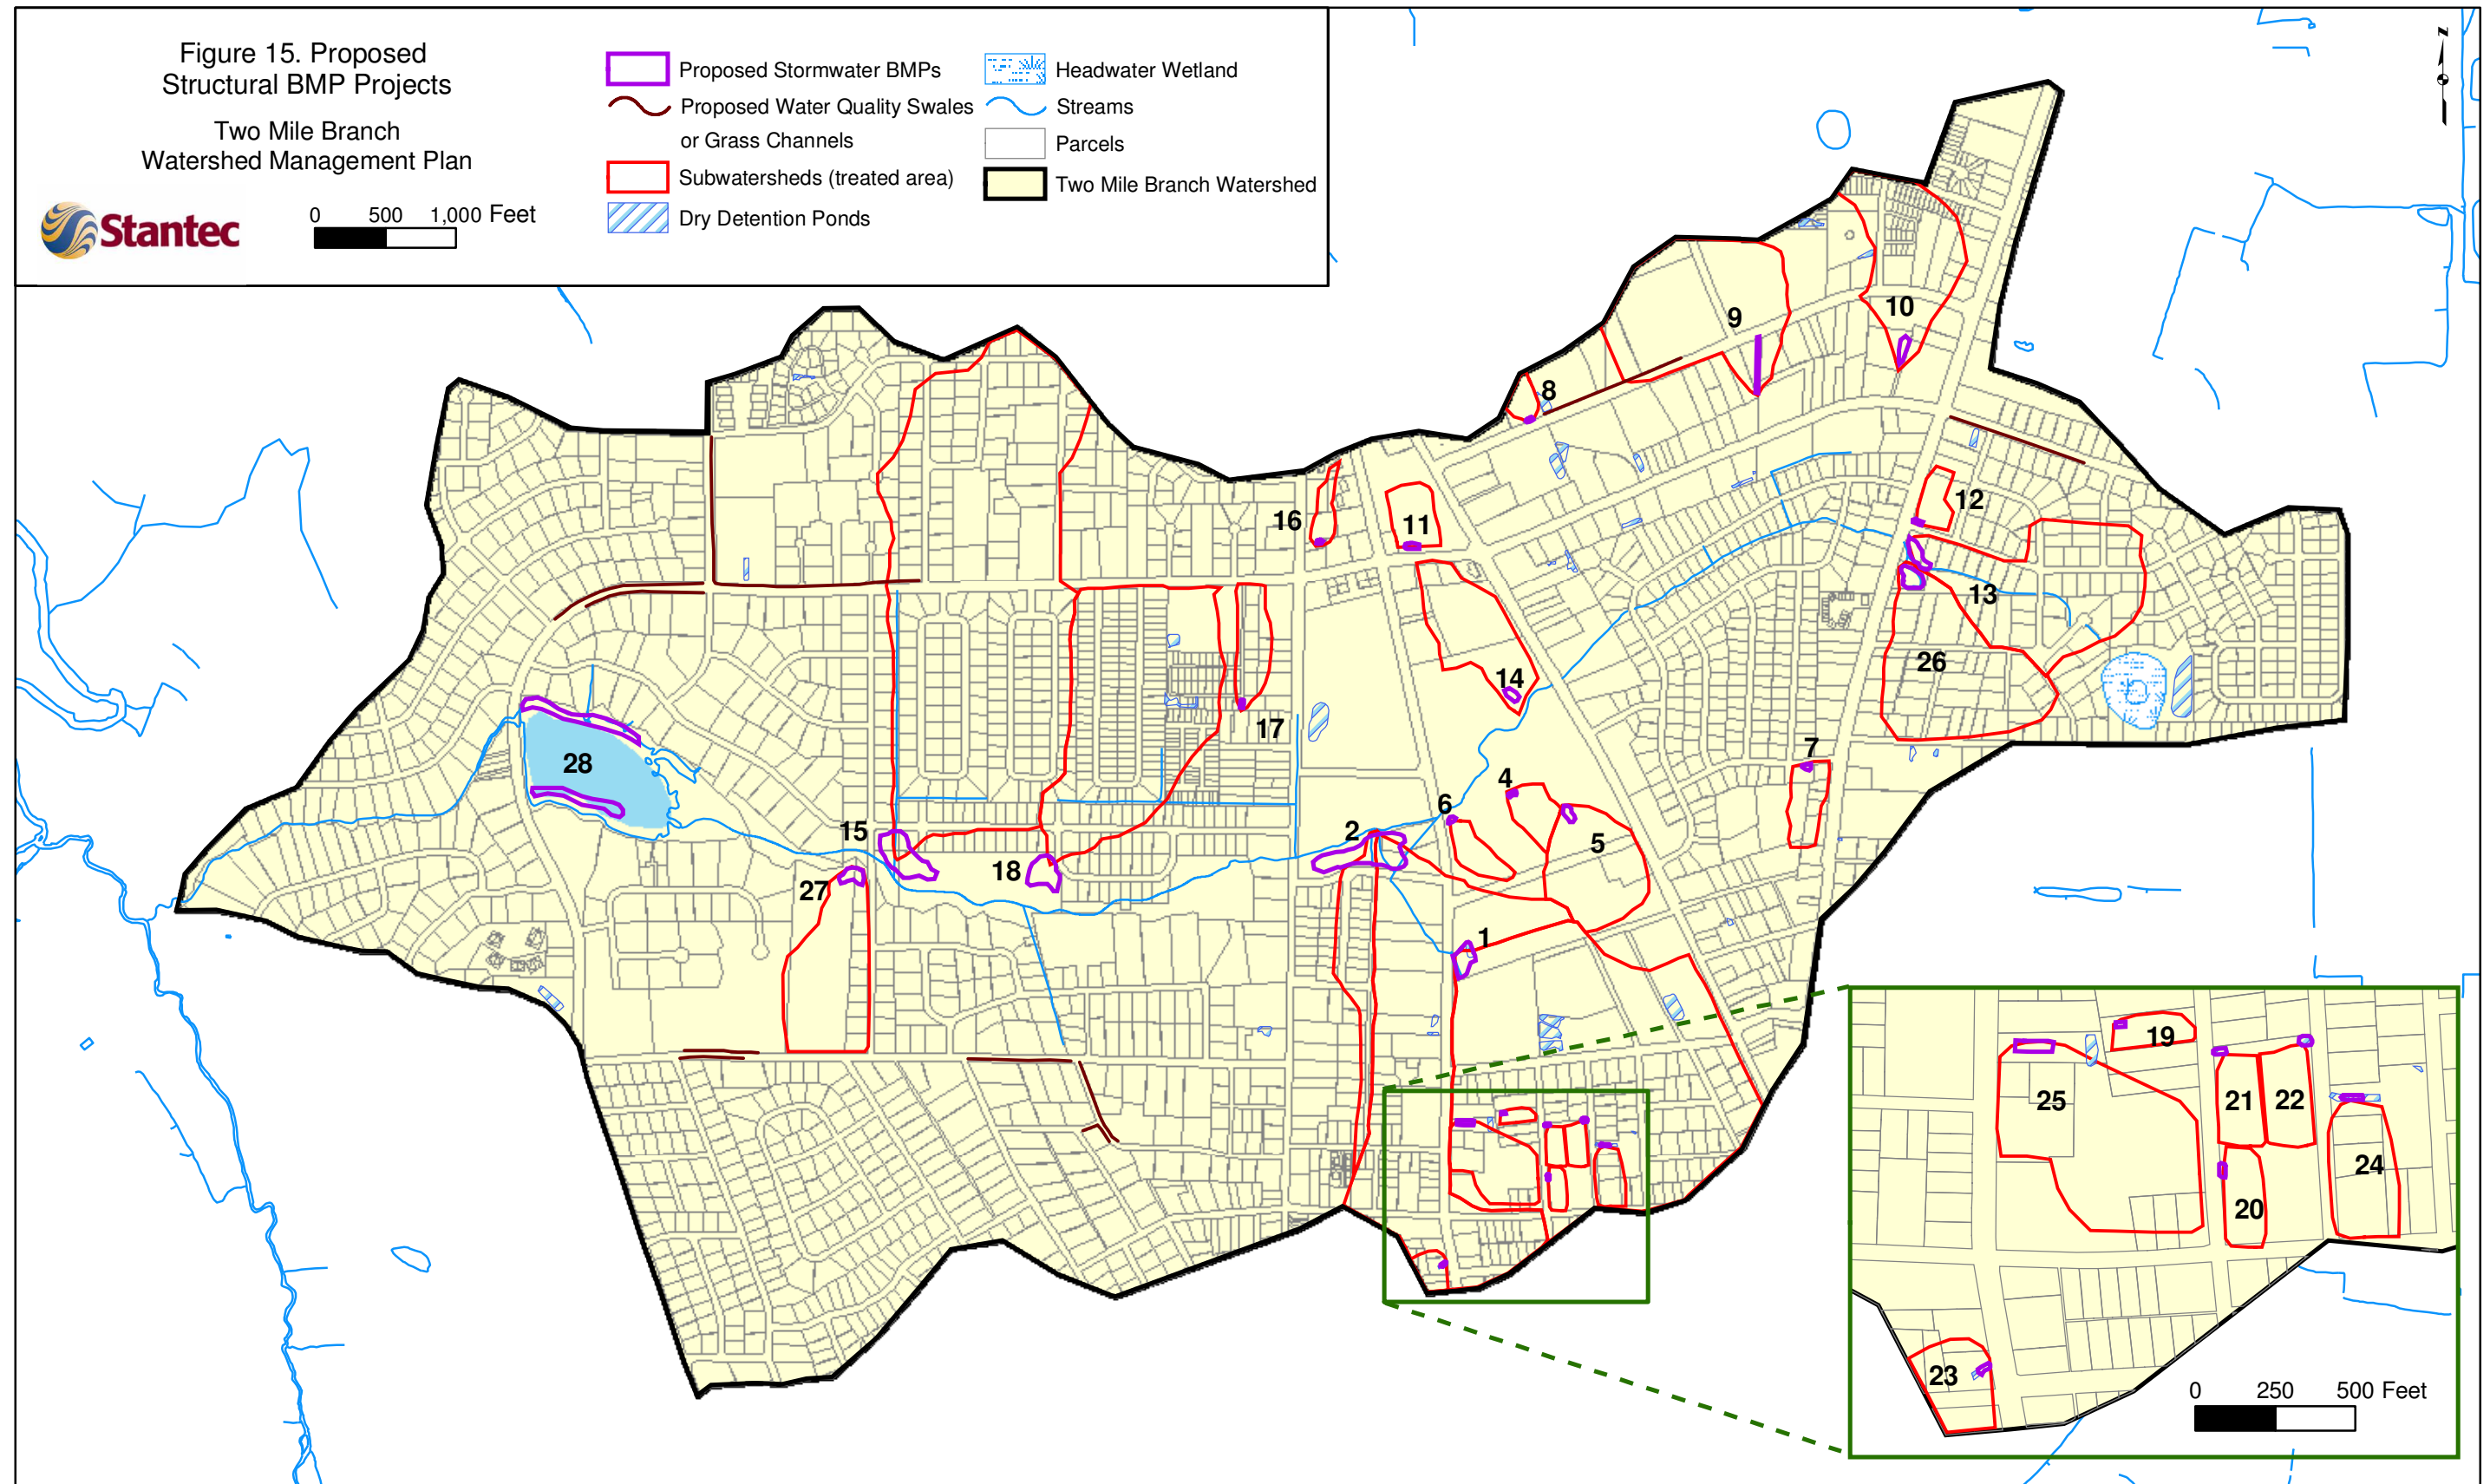 Figure 15. Proposed
Structural BMP Projects
Two Mile Branch
Watershed Management Plan
Stantec
0 500 1,000 Feet
Proposed Stormwater BMPs
Proposed Water Quality Swales
or Grass Channels
Subwatersheds (treated area)
Dry Detention Ponds
Headwater Wetland
Streams
Parcels
Two Mile Branch Watershed
N
10
9
8
12
16
11
13
26
14
17
7
28
4
6
15
2
5
18
27
1
19
25
21
22
24
20
23
0 250 500 Feet